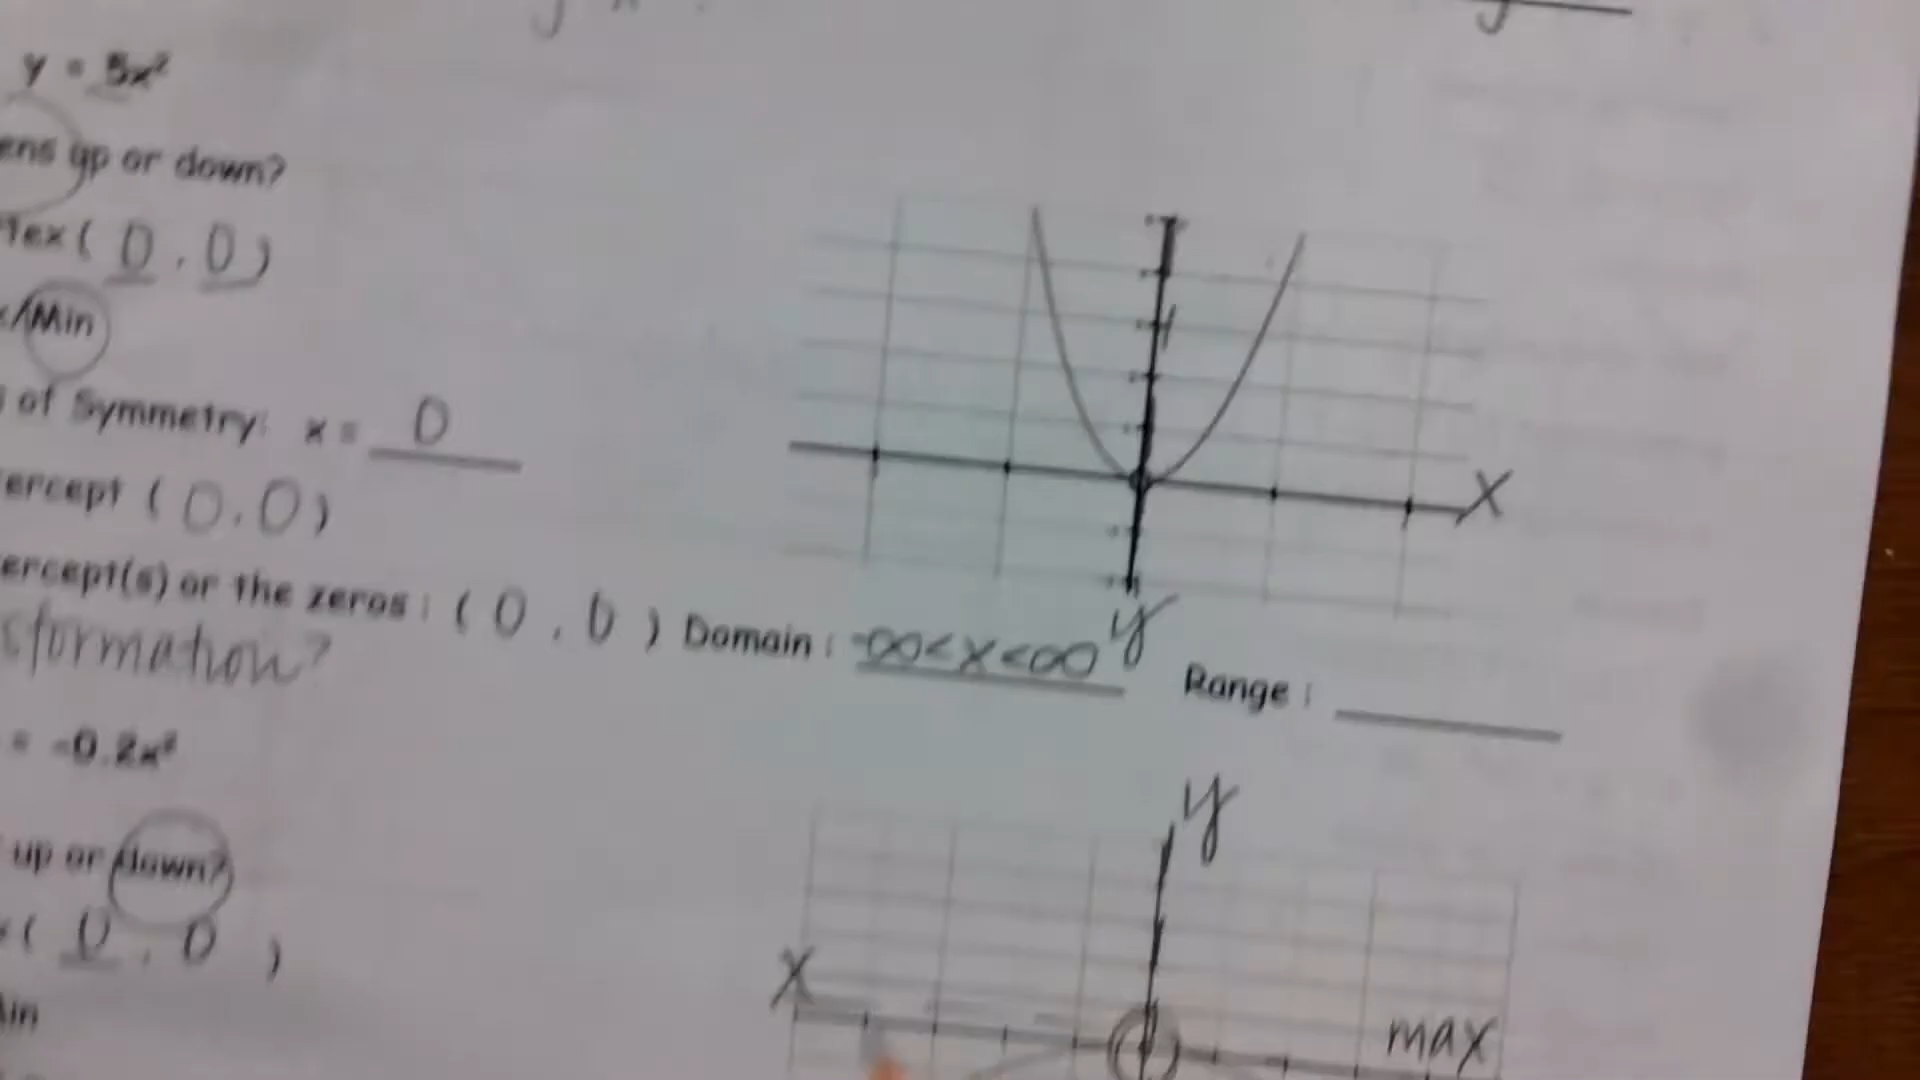 y = 5x²
ens up or down?
tex ( 0 , 0 )
/Min
of Symmetry: x = 0
ercept ( 0 , 0 )
ercept(s) or the zeros : ( 0 , 0 ) Domain : -∞<x<∞ Range :
sformation?
x
y
= -0.2x²
up or down?
( 0 , 0 )
in
y
x
max